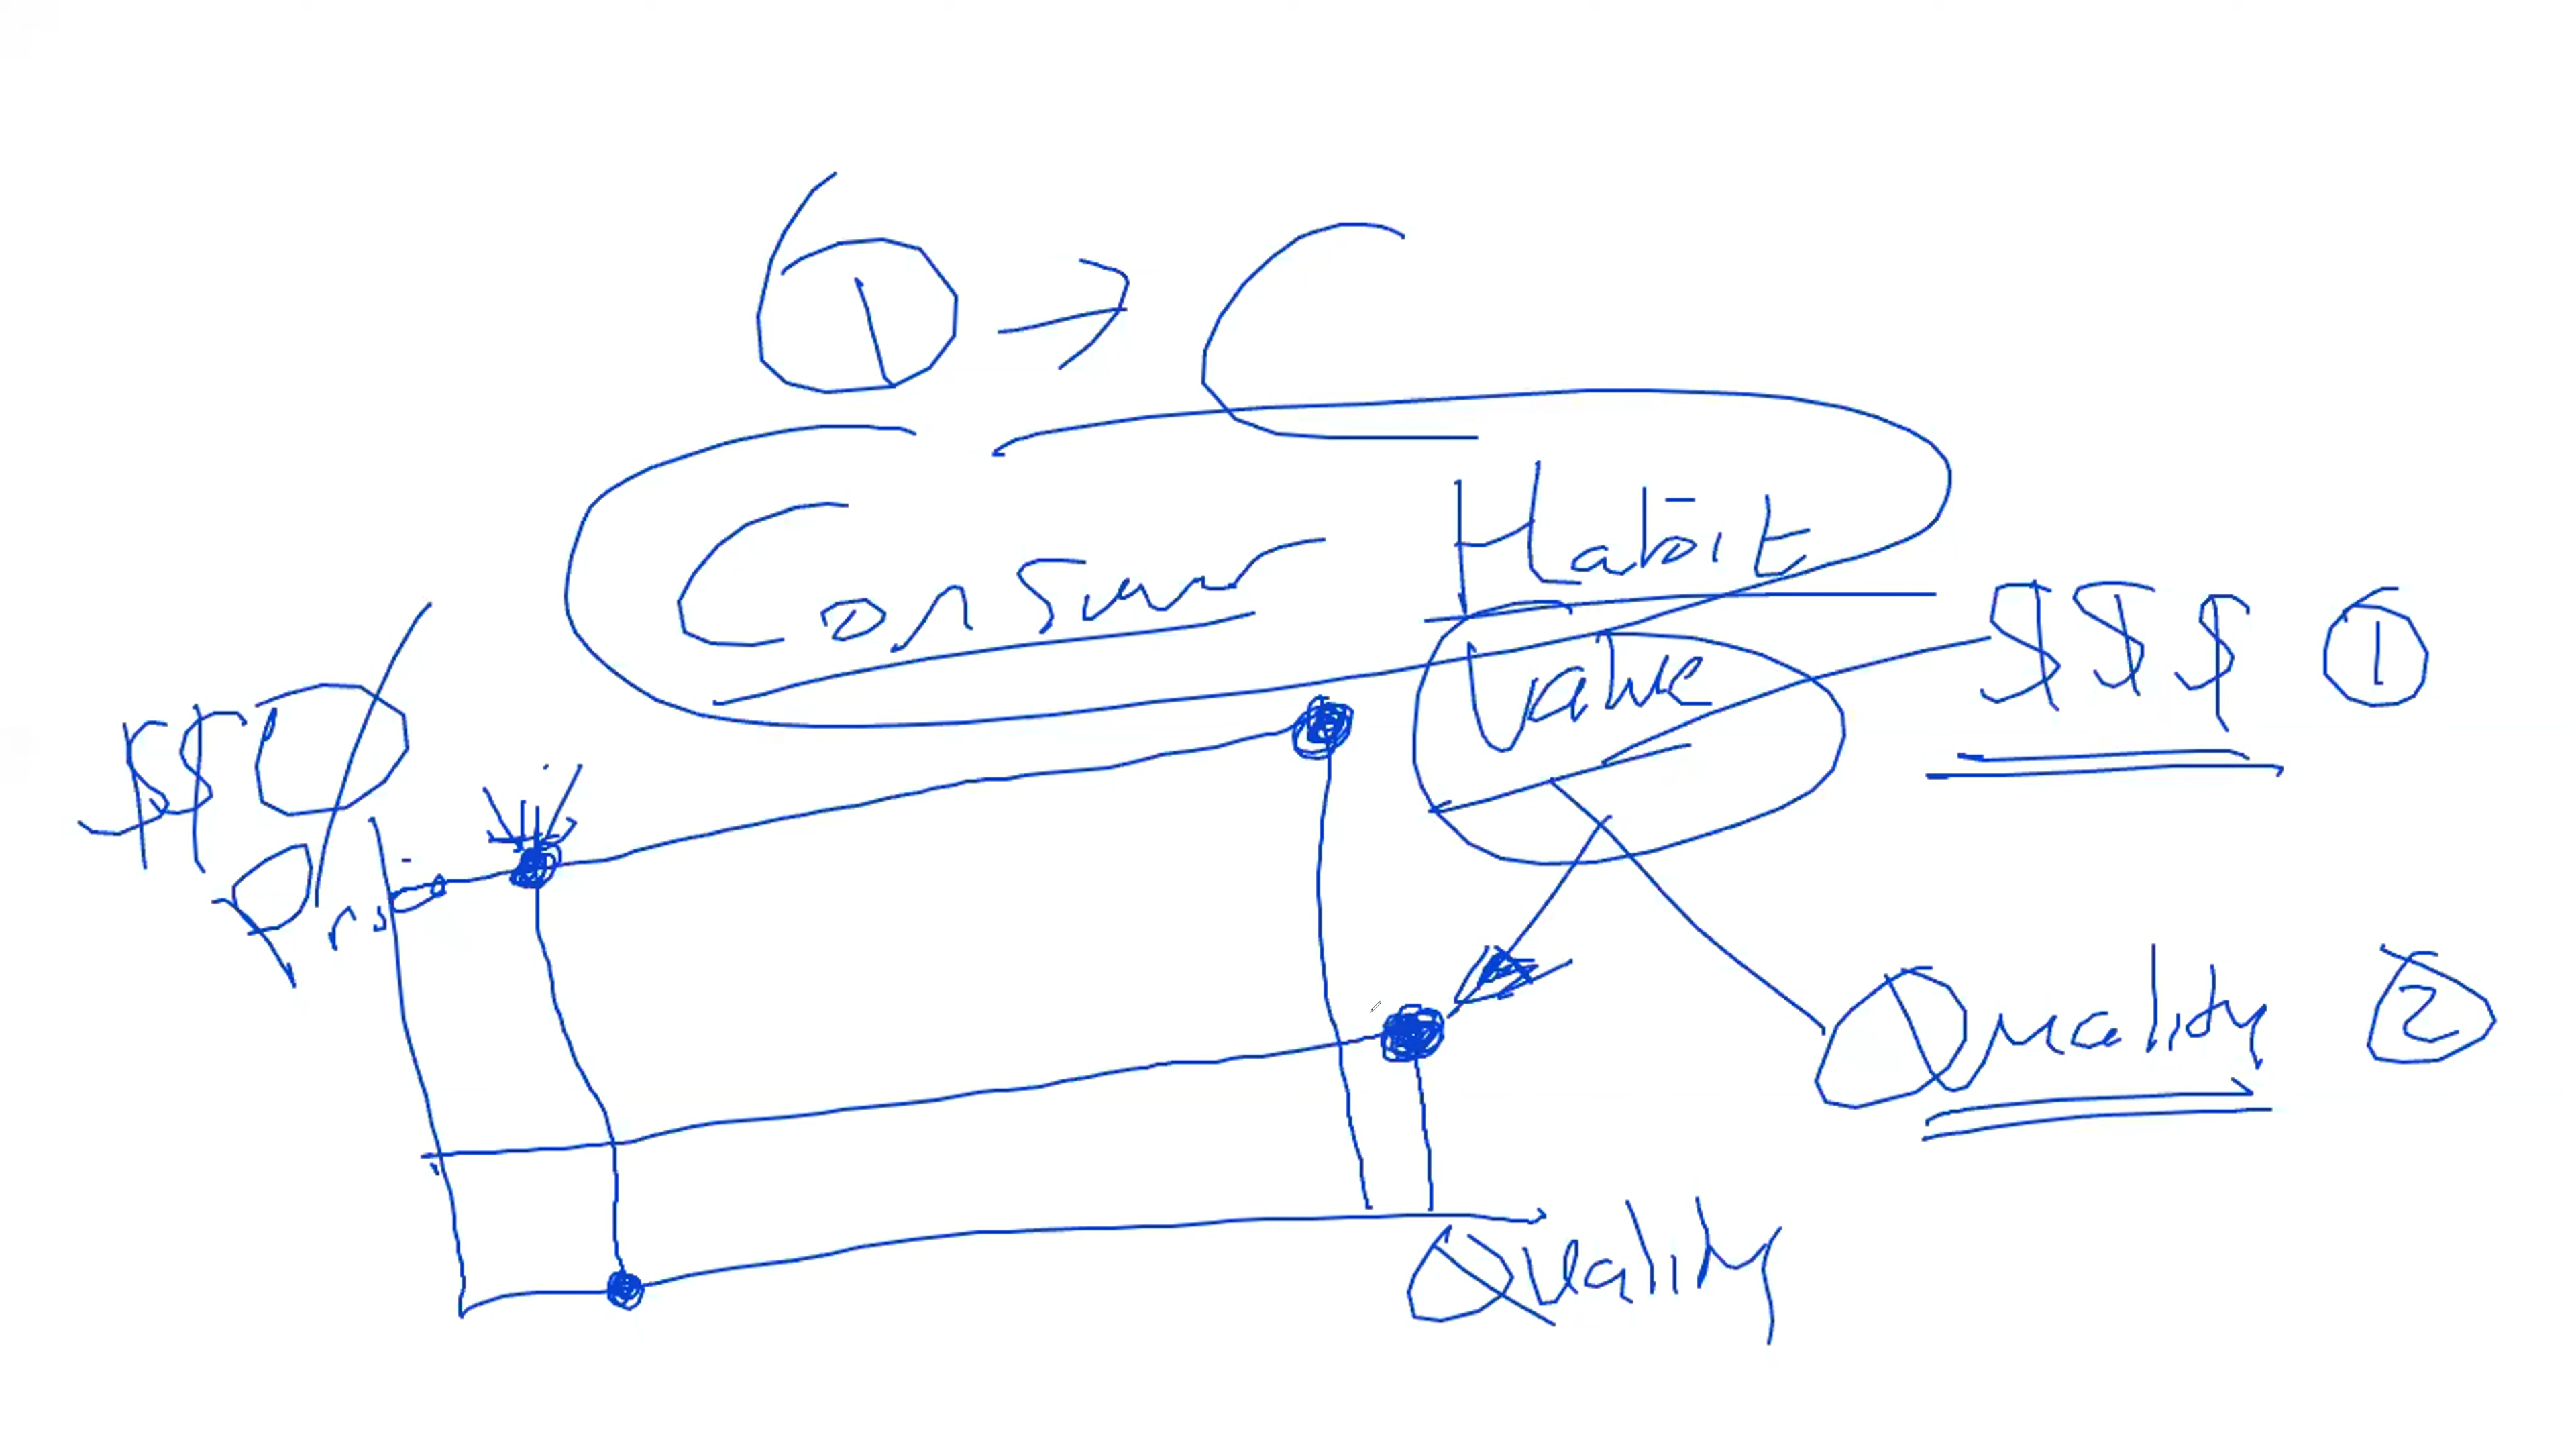 ① → C
Consumer Habit
Value
$$$ ①
$$
Price
Quality ②
Quality